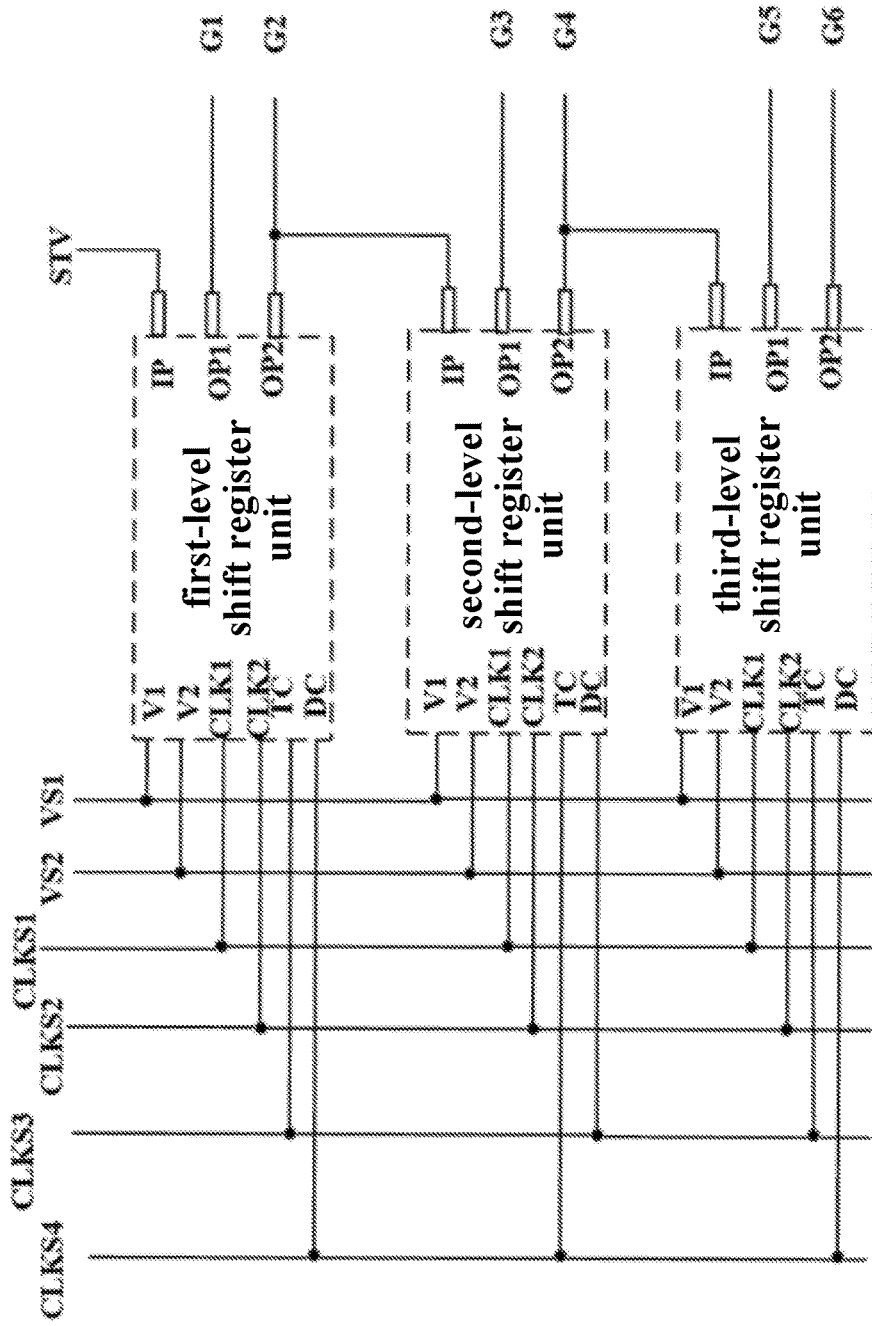 STV
G1
G2
G3
G4
G5
G6
IP
OP1
OP2
first-level
shift register
unit
V1
V2
CLK1
CLK2
TC
DC
IP
OP1
OP2
second-level
shift register
unit
V1
V2
CLK1
CLK2
TC
DC
IP
OP1
OP2
third-level
shift register
unit
V1
V2
CLK1
CLK2
TC
DC
VS1
VS2
CLKS1
CLKS2
CLKS3
CLKS4